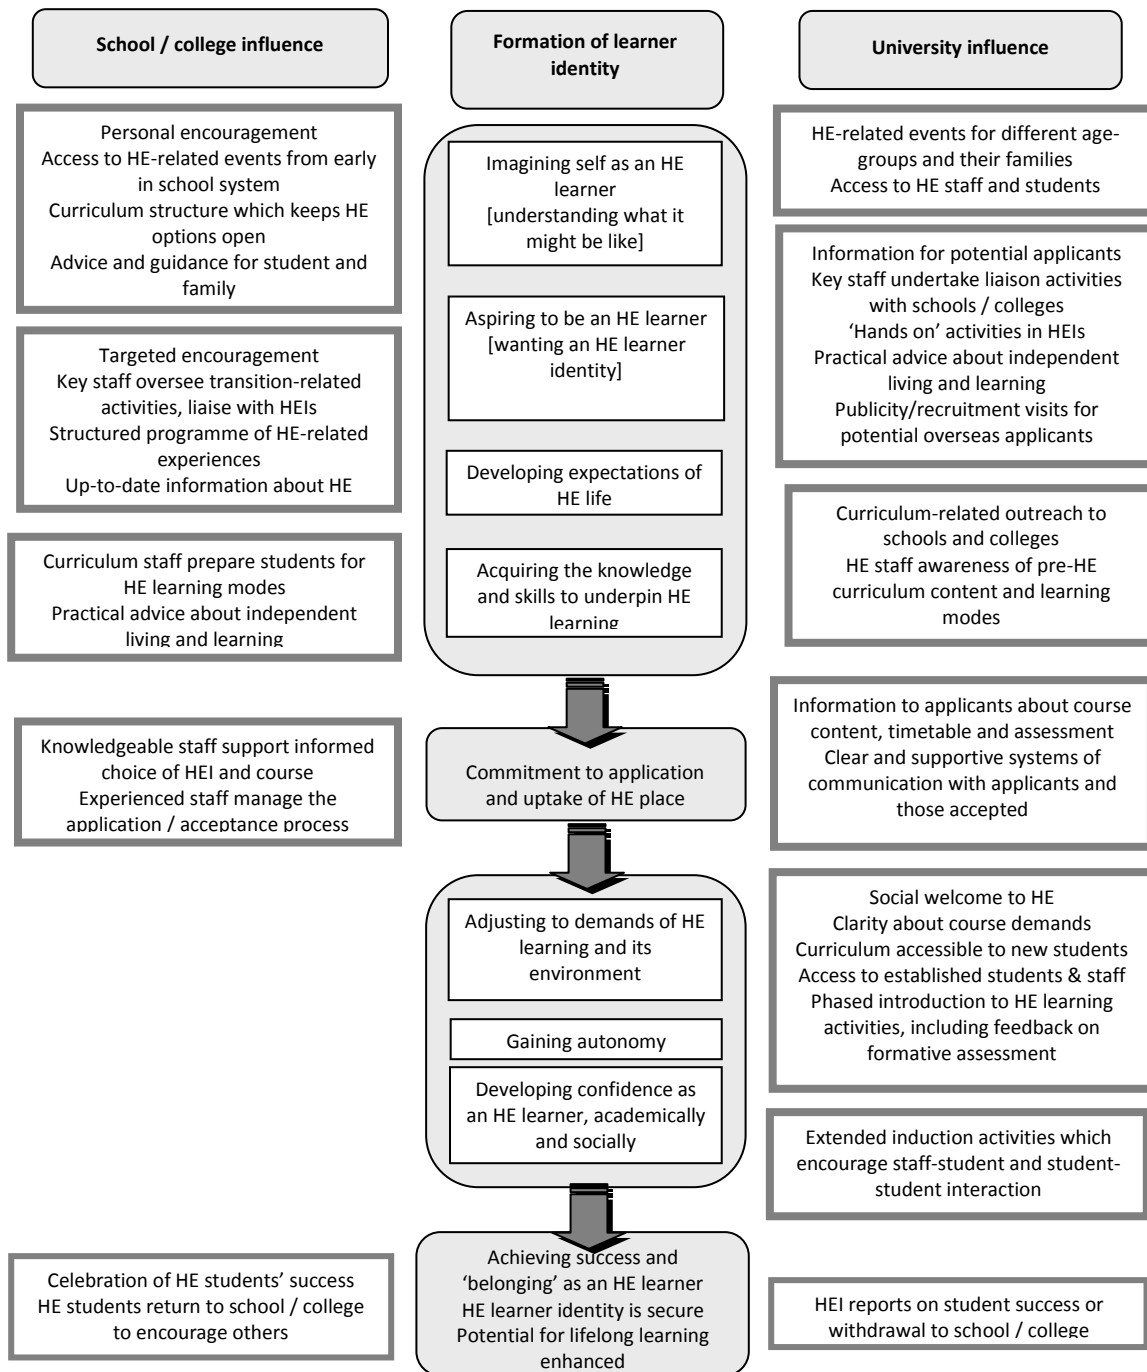 School / college influence
Formation of learner
identity
University influence
Personal encouragement
Access to HE-related events from early
in school system
Curriculum structure which keeps HE
options open
Advice and guidance for student and
family
Targeted encouragement
Key staff oversee transition-related
activities, liaise with HEIs
Structured programme of HE-related
experiences
Up-to-date information about HE
Curriculum staff prepare students for
HE learning modes
Practical advice about independent
living and learning
Knowledgeable staff support informed
choice of HEI and course
Experienced staff manage the
application / acceptance process
Celebration of HE students’ success
HE students return to school / college
to encourage others
Imagining self as an HE
learner
[understanding what it
might be like]
Aspiring to be an HE learner
[wanting an HE learner
identity]
Developing expectations of
HE life
Acquiring the knowledge
and skills to underpin HE
learning
Commitment to application
and uptake of HE place
Adjusting to demands of HE
learning and its
environment
Gaining autonomy
Developing confidence as
an HE learner, academically
and socially
Achieving success and
‘belonging’ as an HE learner
HE learner identity is secure
Potential for lifelong learning
enhanced
HE-related events for different age-
groups and their families
Access to HE staff and students
Information for potential applicants
Key staff undertake liaison activities
with schools / colleges
‘Hands on’ activities in HEIs
Practical advice about independent
living and learning
Publicity/recruitment visits for
potential overseas applicants
Curriculum-related outreach to
schools and colleges
HE staff awareness of pre-HE
curriculum content and learning
modes
Information to applicants about course
content, timetable and assessment
Clear and supportive systems of
communication with applicants and
those accepted
Social welcome to HE
Clarity about course demands
Curriculum accessible to new students
Access to established students & staff
Phased introduction to HE learning
activities, including feedback on
formative assessment
Extended induction activities which
encourage staff-student and student-
student interaction
HEI reports on student success or
withdrawal to school / college